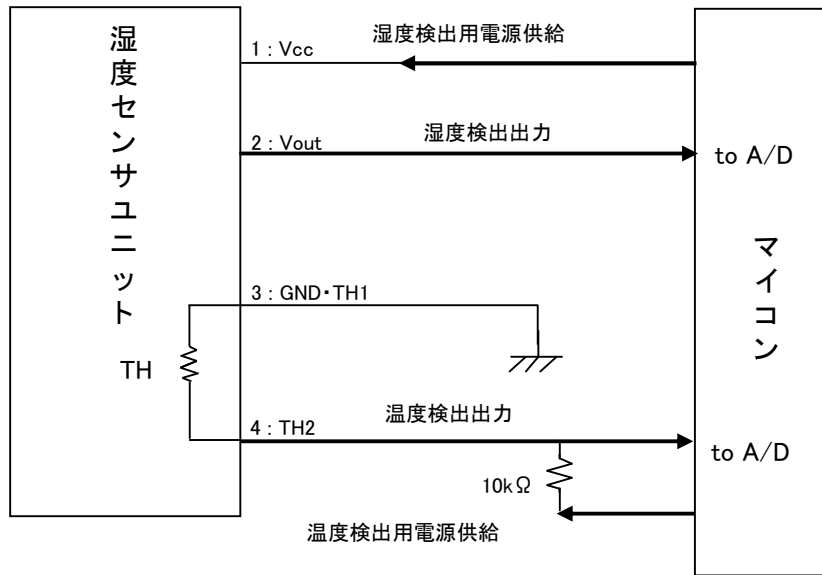 湿度センサユニット
1 : Vcc
湿度検出用電源供給
2 : Vout
湿度検出出力
to A/D
マイコン
3 : GND・TH1
TH
4 : TH2
温度検出出力
to A/D
10kΩ
温度検出用電源供給